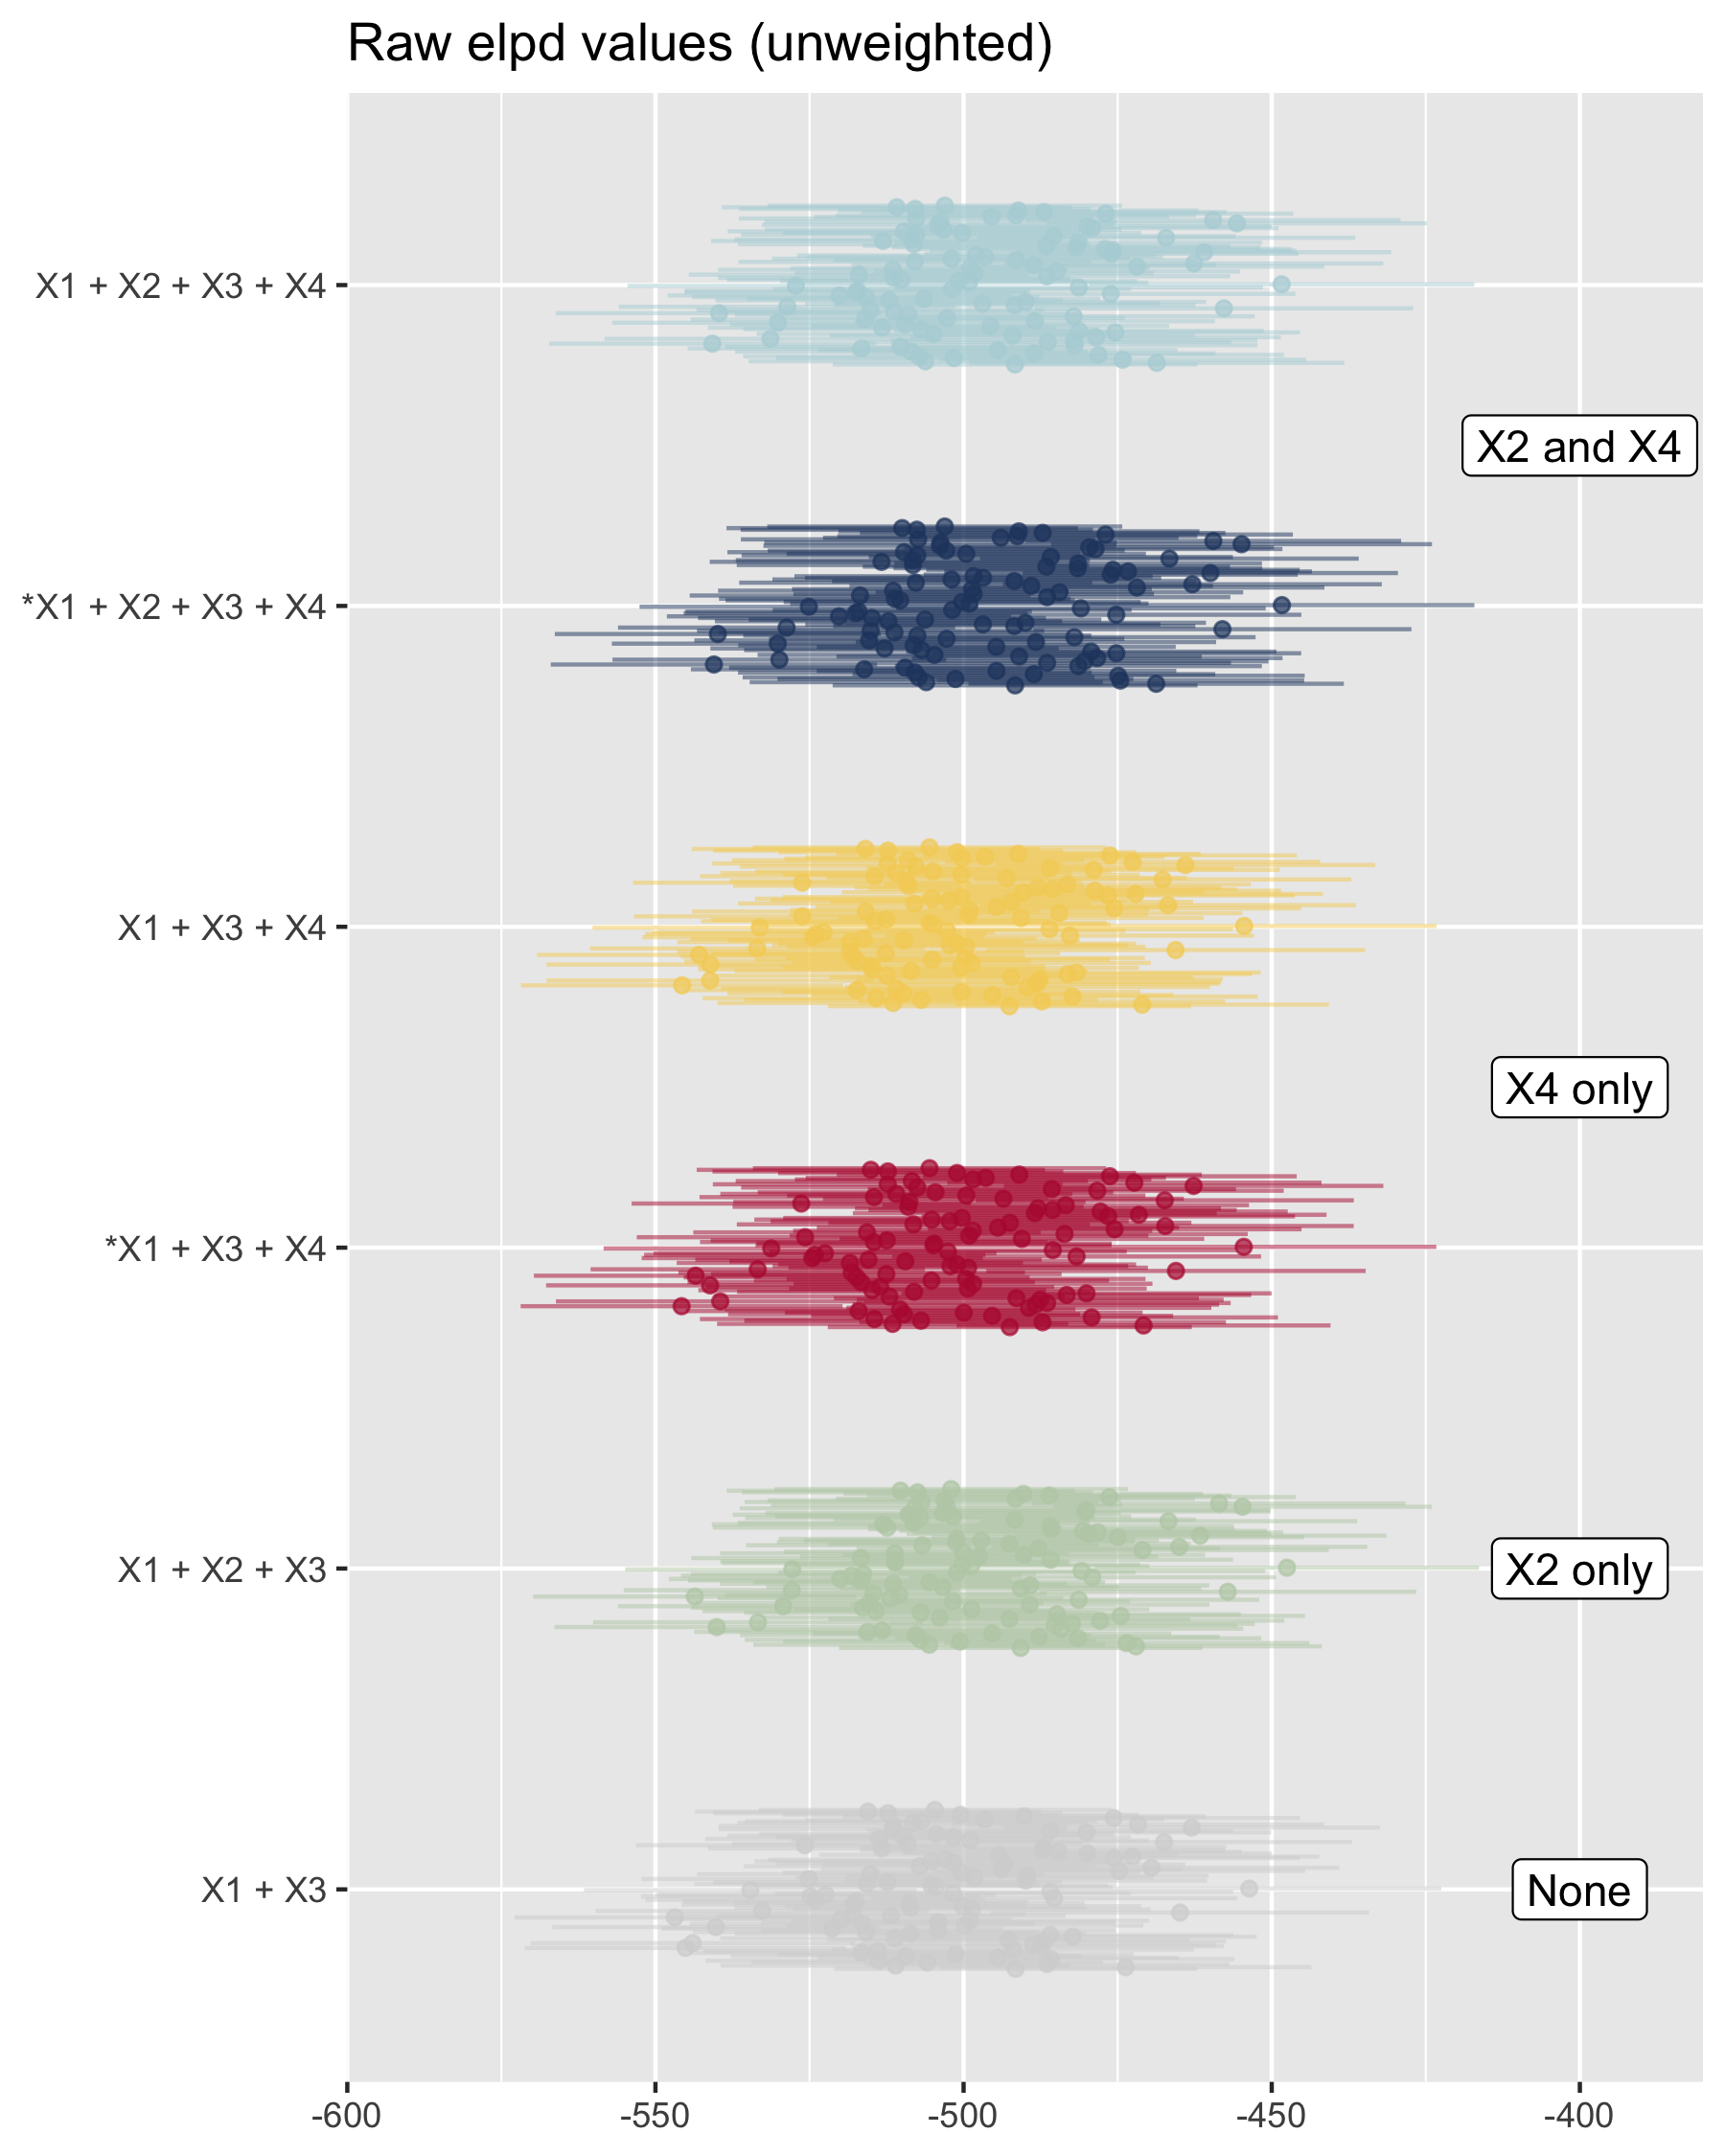 Raw elpd values (unweighted)
X1 + X2 + X3 + X4
X2 and X4
*X1 + X2 + X3 + X4
X1 + X3 + X4
X4 only
*X1 + X3 + X4
X1 + X2 + X3
X2 only
X1 + X3
None
-600
-550
-500
-450
-400